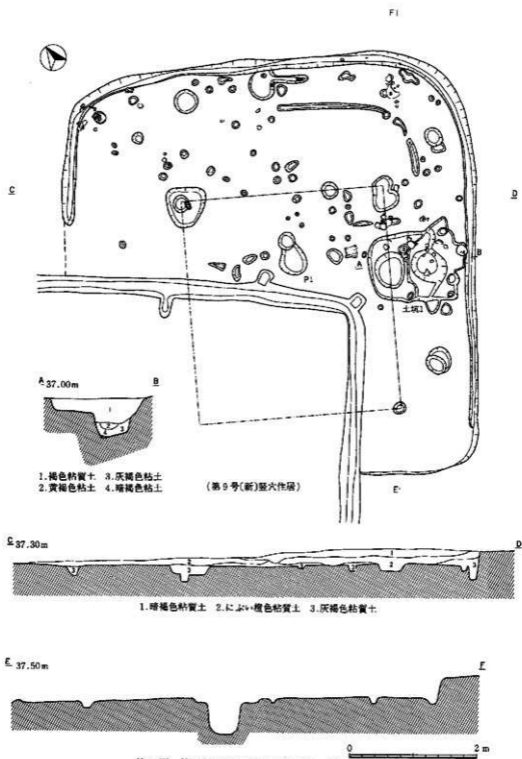 F1
C
D
A
B
P1
土坑1
A 37.00m B
1.褐色粘質土 3.灰褐色粘土
2.黄褐色粘土 4.暗褐色粘土
(第9号(新)竪穴住居)
E'
C 37.30m D
1.暗褐色粘質土 2.にぶい橙色粘質土 3.灰褐色粘質土
E 37.50m F
0 2m